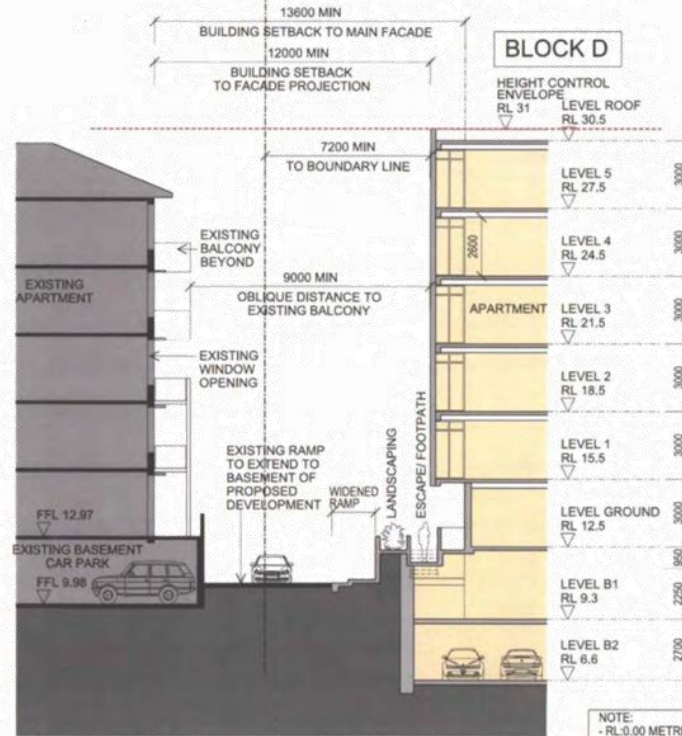 13600 MIN
BUILDING SETBACK TO MAIN FACADE
12000 MIN
BUILDING SETBACK
TO FACADE PROJECTION
BLOCK D
HEIGHT CONTROL
ENVELOPE
RL 31
LEVEL ROOF
RL 30.5
7200 MIN
TO BOUNDARY LINE
LEVEL 5
RL 27.5
3000
EXISTING
BALCONY
BEYOND
2600
LEVEL 4
RL 24.5
3000
EXISTING
APARTMENT
9000 MIN
OBLIQUE DISTANCE TO
EXISTING BALCONY
APARTMENT
LEVEL 3
RL 21.5
3000
EXISTING
WINDOW
OPENING
LEVEL 2
RL 18.5
3000
LEVEL 1
RL 15.5
3000
EXISTING RAMP
TO EXTEND TO
BASEMENT OF
PROPOSED
DEVELOPMENT
WIDENED
RAMP
LANDSCAPING
ESCAPE/ FOOTPATH
FFL 12.97
LEVEL GROUND
RL 12.5
3000
EXISTING BASEMENT
CAR PARK
FFL 9.98
950
LEVEL B1
RL 9.3
2250
LEVEL B2
RL 6.6
2700
NOTE:
- RL:0.00 METRE